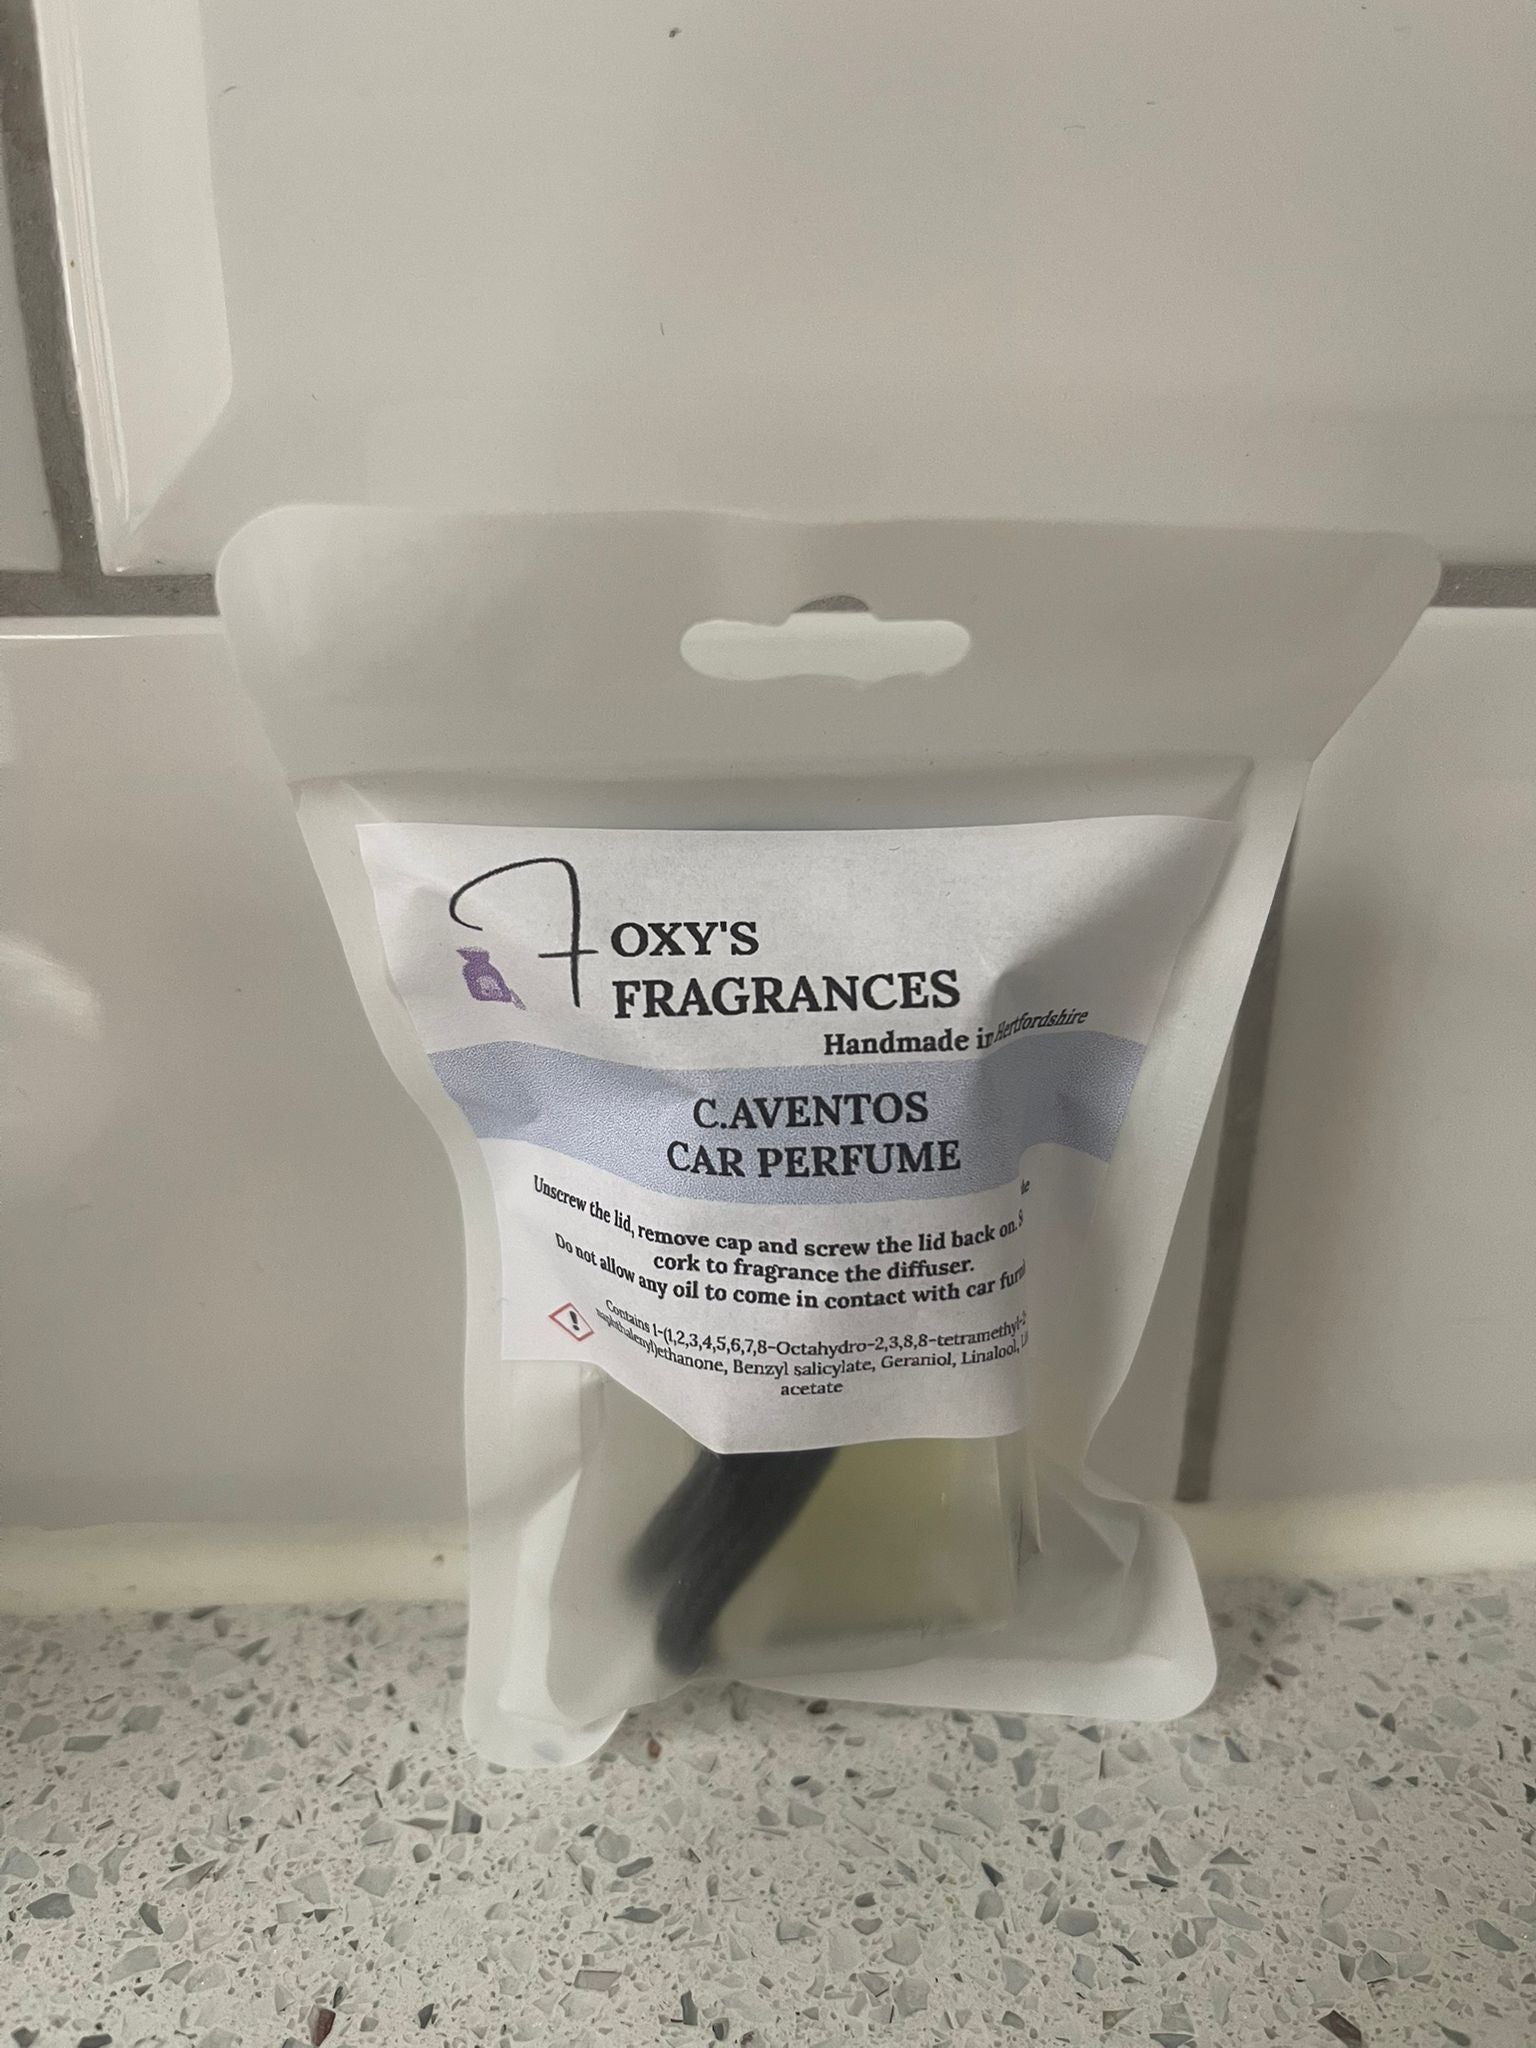 FOXY'S
FRAGRANCES
Handmade in Hertfordshire
C.AVENTOS
CAR PERFUME
Unscrew the lid, remove cap and screw the lid back on.
cork to fragrance the diffuser.
Do not allow any oil to come in contact with car
Contains 1-(1,2,3,4,5,6,7,8-Octahydro-2,3,8,8-tetramethyl-2-
naphthalenyl)ethanone, Benzyl salicylate, Geraniol, Linalool,
acetate